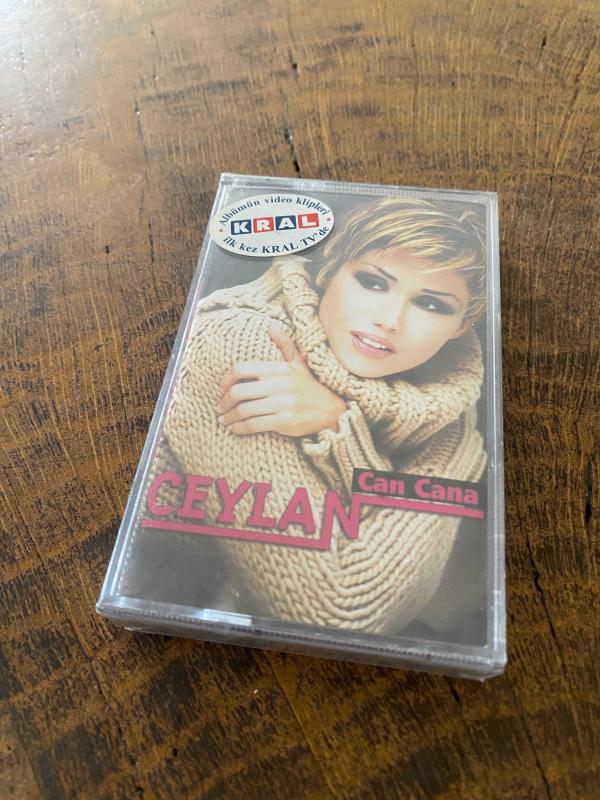 Albümün video klipleri
KRAL
ilk kez KRAL TV'de
Can Cana
CEYLAN